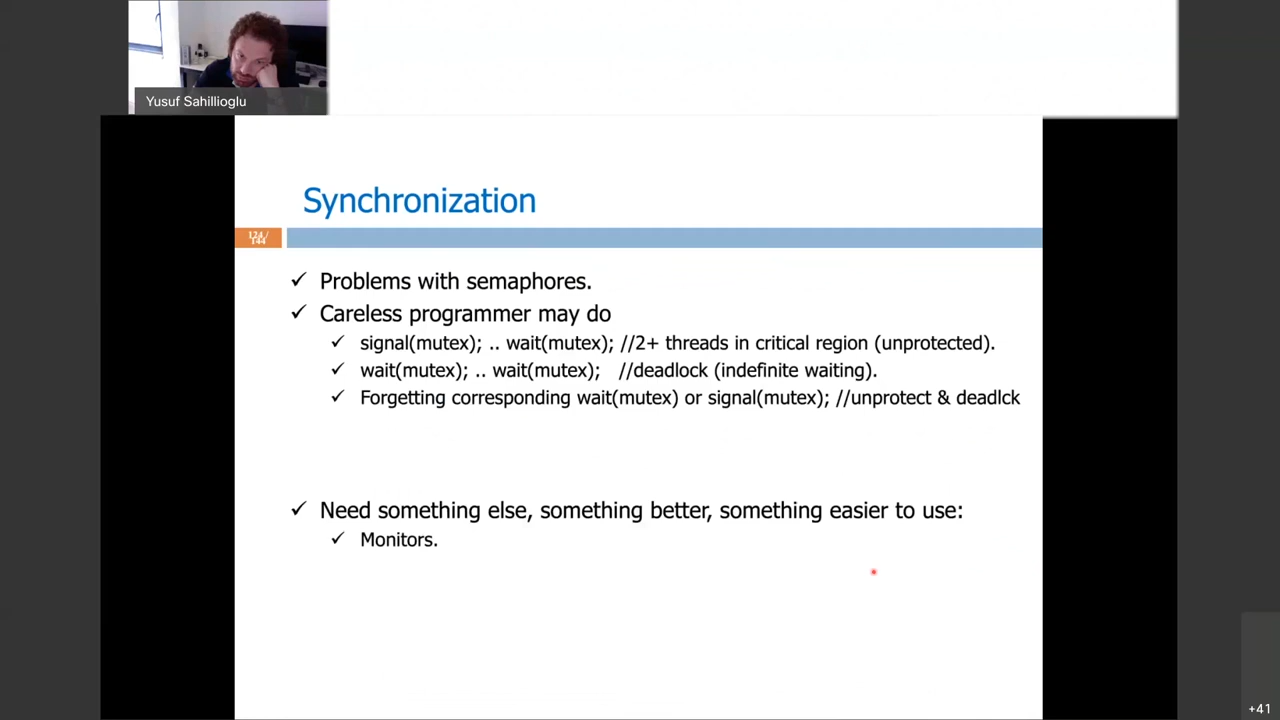 Yusuf Sahillioglu
Synchronization
124/
144
✓ Problems with semaphores.
✓ Careless programmer may do
✓ signal(mutex); .. wait(mutex); //2+ threads in critical region (unprotected).
✓ wait(mutex); .. wait(mutex); //deadlock (indefinite waiting).
✓ Forgetting corresponding wait(mutex) or signal(mutex); //unprotect & deadlck
✓ Need something else, something better, something easier to use:
✓ Monitors.
+41